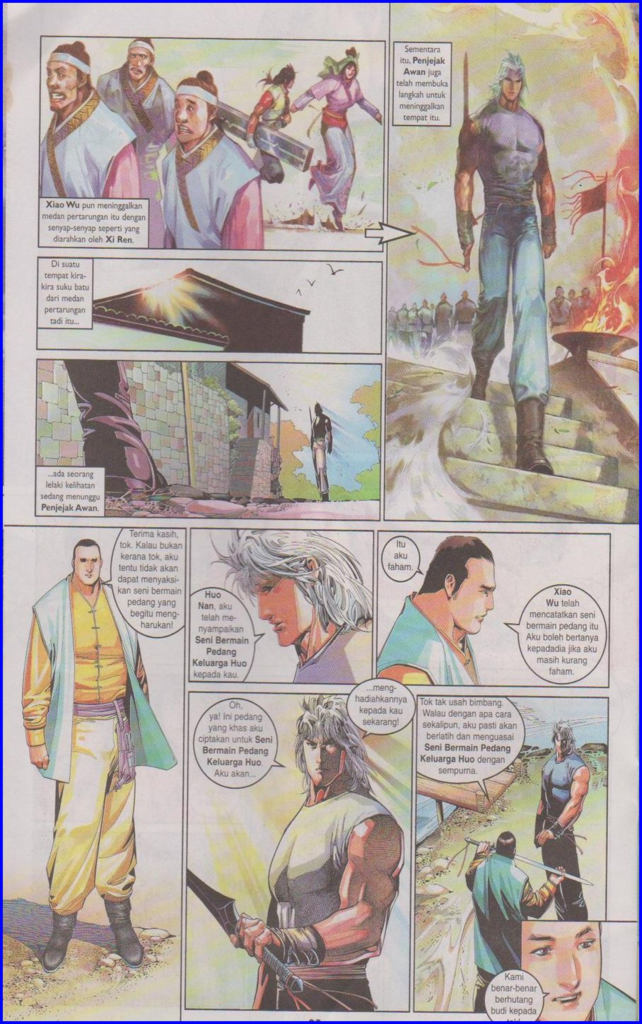 Xiao Wu pun meninggalkan
medan pertarungan itu dengan
senyap-senyap seperti yang
diarahkan oleh Xi Ren.
Sementara
itu, Penjejak
Awan juga
telah membuka
langkah untuk
meninggalkan
tempat itu.
Di suatu
tempat kira-
kira suku batu
dari medan
pertarungan
tadi itu...
...ada seorang
lelaki kelihatan
sedang menunggu
Penjejak Awan.
Terima kasih,
tok. Kalau bukan
kerana tok, aku
tentu tidak akan
dapat menyaksi-
kan seni bermain
pedang yang
begitu meng-
harukan!
Huo
Nan, aku
telah me-
nyampaikan
Seni Bermain
Pedang
Keluarga Huo
kepada kau.
Itu
aku
faham.
Xiao
Wu telah
mencatatkan seni
bermain pedang itu
Aku boleh bertanya
kepadadia jika aku
masih kurang
faham.
Oh,
ya! Ini pedang
yang khas aku
ciptakan untuk Seni
Bermain Pedang
Keluarga Huo.
Aku akan...
...meng-
hadiahkannya
kepada kau
sekarang!
Tok tak usah bimbang.
Walau dengan apa cara
sekalipun, aku pasti akan
berlatih dan menguasai
Seni Bermain Pedang
Keluarga Huo dengan
sempurna.
Kami
benar-benar
berhutang
budi kepada